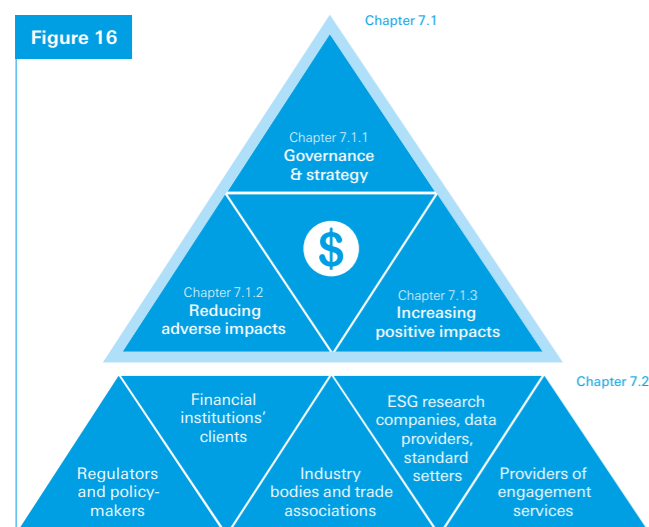 Figure 16
Chapter 7.1
Chapter 7.1.1
Governance
& strategy
$
Chapter 7.1.2
Reducing
adverse impacts
Chapter 7.1.3
Increasing
positive impacts
Chapter 7.2
Financial
institutions'
clients
ESG research
companies, data
providers,
standard
setters
Regulators
and policy-
makers
Industry
bodies and trade
associations
Providers of
engagement
services